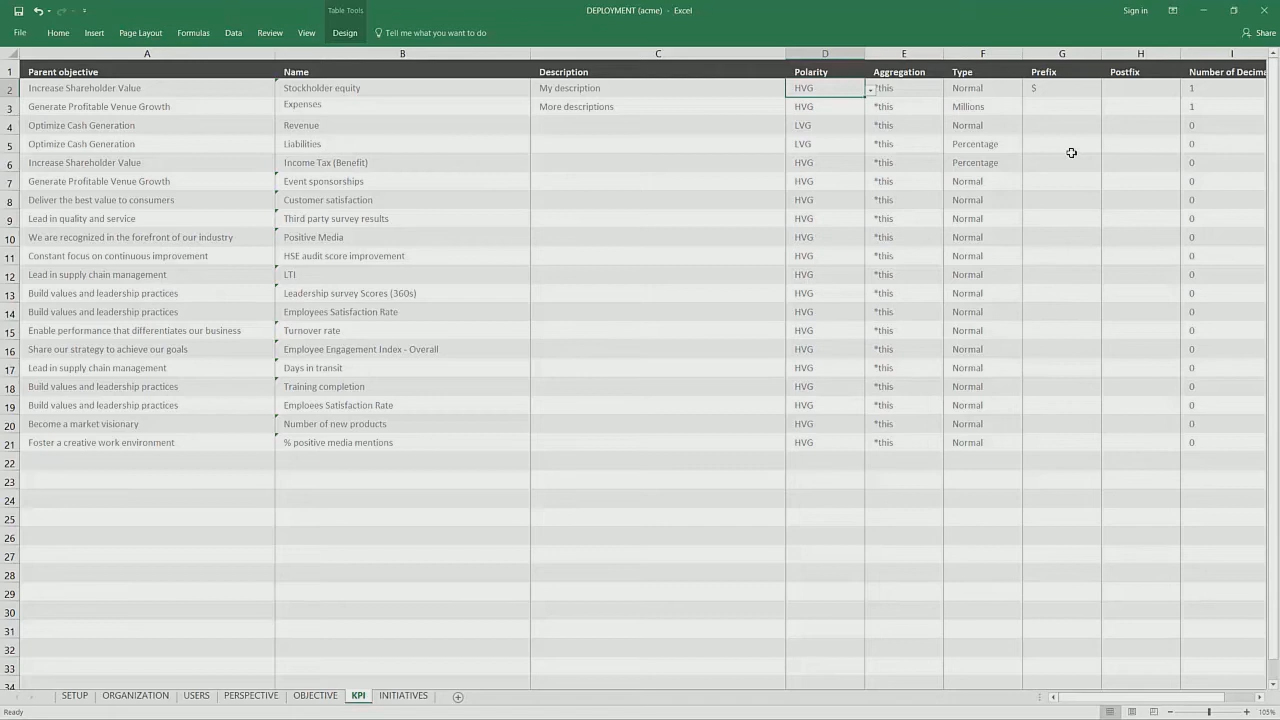 Table Tools
DEPLOYMENT (acme) - Excel
Sign in
File Home Insert Page Layout Formulas Data Review View Design Tell me what you want to do Share
A B C D E F G H I
1 Parent objective Name Description Polarity Aggregation Type Prefix Postfix Number of Decima
2 Increase Shareholder Value Stockholder equity My description HVG *this Normal $ 1
3 Generate Profitable Venue Growth Expenses More descriptions HVG *this Millions 1
4 Optimize Cash Generation Revenue LVG *this Normal 0
5 Optimize Cash Generation Liabilities LVG *this Percentage 0
6 Increase Shareholder Value Income Tax (Benefit) HVG *this Percentage 0
7 Generate Profitable Venue Growth Event sponsorships HVG *this Normal 0
8 Deliver the best value to consumers Customer satisfaction HVG *this Normal 0
9 Lead in quality and service Third party survey results HVG *this Normal 0
10 We are recognized in the forefront of our industry Positive Media HVG *this Normal 0
11 Constant focus on continuous improvement HSE audit score improvement HVG *this Normal 0
12 Lead in supply chain management LTI HVG *this Normal 0
13 Build values and leadership practices Leadership survey Scores (360s) HVG *this Normal 0
14 Build values and leadership practices Employees Satisfaction Rate HVG *this Normal 0
15 Enable performance that differentiates our business Turnover rate HVG *this Normal 0
16 Share our strategy to achieve our goals Employee Engagement Index - Overall HVG *this Normal 0
17 Lead in supply chain management Days in transit HVG *this Normal 0
18 Build values and leadership practices Training completion HVG *this Normal 0
19 Build values and leadership practices Emploees Satisfaction Rate HVG *this Normal 0
20 Become a market visionary Number of new products HVG *this Normal 0
21 Foster a creative work environment % positive media mentions HVG *this Normal 0
22
23
24
25
26
27
28
29
30
31
32
33
34
SETUP ORGANIZATION USERS PERSPECTIVE OBJECTIVE KPI INITIATIVES
Ready
105%